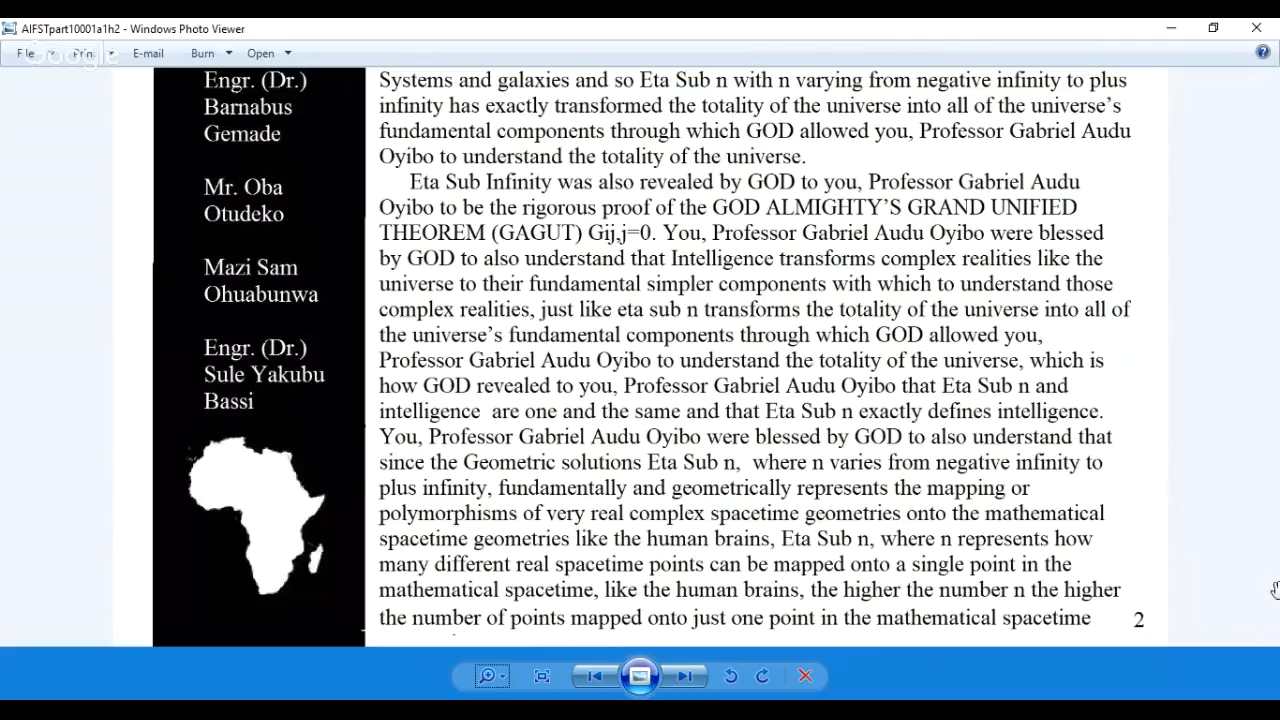 AIFSTpart10001a1h2 - Windows Photo Viewer
File Print E-mail Burn Open
Google
Engr. (Dr.)
Barnabus
Gemade
Mr. Oba
Otudeko
Mazi Sam
Ohuabunwa
Engr. (Dr.)
Sule Yakubu
Bassi
Systems and galaxies and so Eta Sub n with n varying from negative infinity to plus
infinity has exactly transformed the totality of the universe into all of the universe's
fundamental components through which GOD allowed you, Professor Gabriel Audu
Oyibo to understand the totality of the universe.
Eta Sub Infinity was also revealed by GOD to you, Professor Gabriel Audu
Oyibo to be the rigorous proof of the GOD ALMIGHTY'S GRAND UNIFIED
THEOREM (GAGUT) Gij,j=0. You, Professor Gabriel Audu Oyibo were blessed
by GOD to also understand that Intelligence transforms complex realities like the
universe to their fundamental simpler components with which to understand those
complex realities, just like eta sub n transforms the totality of the universe into all of
the universe's fundamental components through which GOD allowed you,
Professor Gabriel Audu Oyibo to understand the totality of the universe, which is
how GOD revealed to you, Professor Gabriel Audu Oyibo that Eta Sub n and
intelligence are one and the same and that Eta Sub n exactly defines intelligence.
You, Professor Gabriel Audu Oyibo were blessed by GOD to also understand that
since the Geometric solutions Eta Sub n, where n varies from negative infinity to
plus infinity, fundamentally and geometrically represents the mapping or
polymorphisms of very real complex spacetime geometries onto the mathematical
spacetime geometries like the human brains, Eta Sub n, where n represents how
many different real spacetime points can be mapped onto a single point in the
mathematical spacetime, like the human brains, the higher the number n the higher
the number of points mapped onto just one point in the mathematical spacetime
2